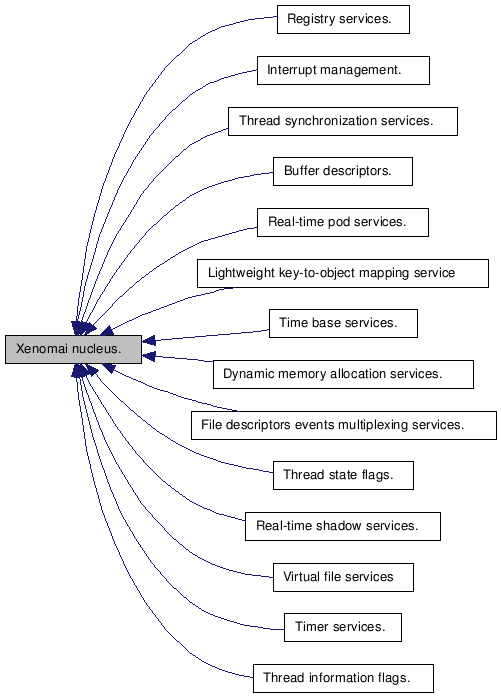 Registry services.
Interrupt management.
Thread synchronization services.
Buffer descriptors.
Real-time pod services.
Lightweight key-to-object mapping service
Time base services.
Xenomai nucleus.
Dynamic memory allocation services.
File descriptors events multiplexing services.
Thread state flags.
Real-time shadow services.
Virtual file services
Timer services.
Thread information flags.